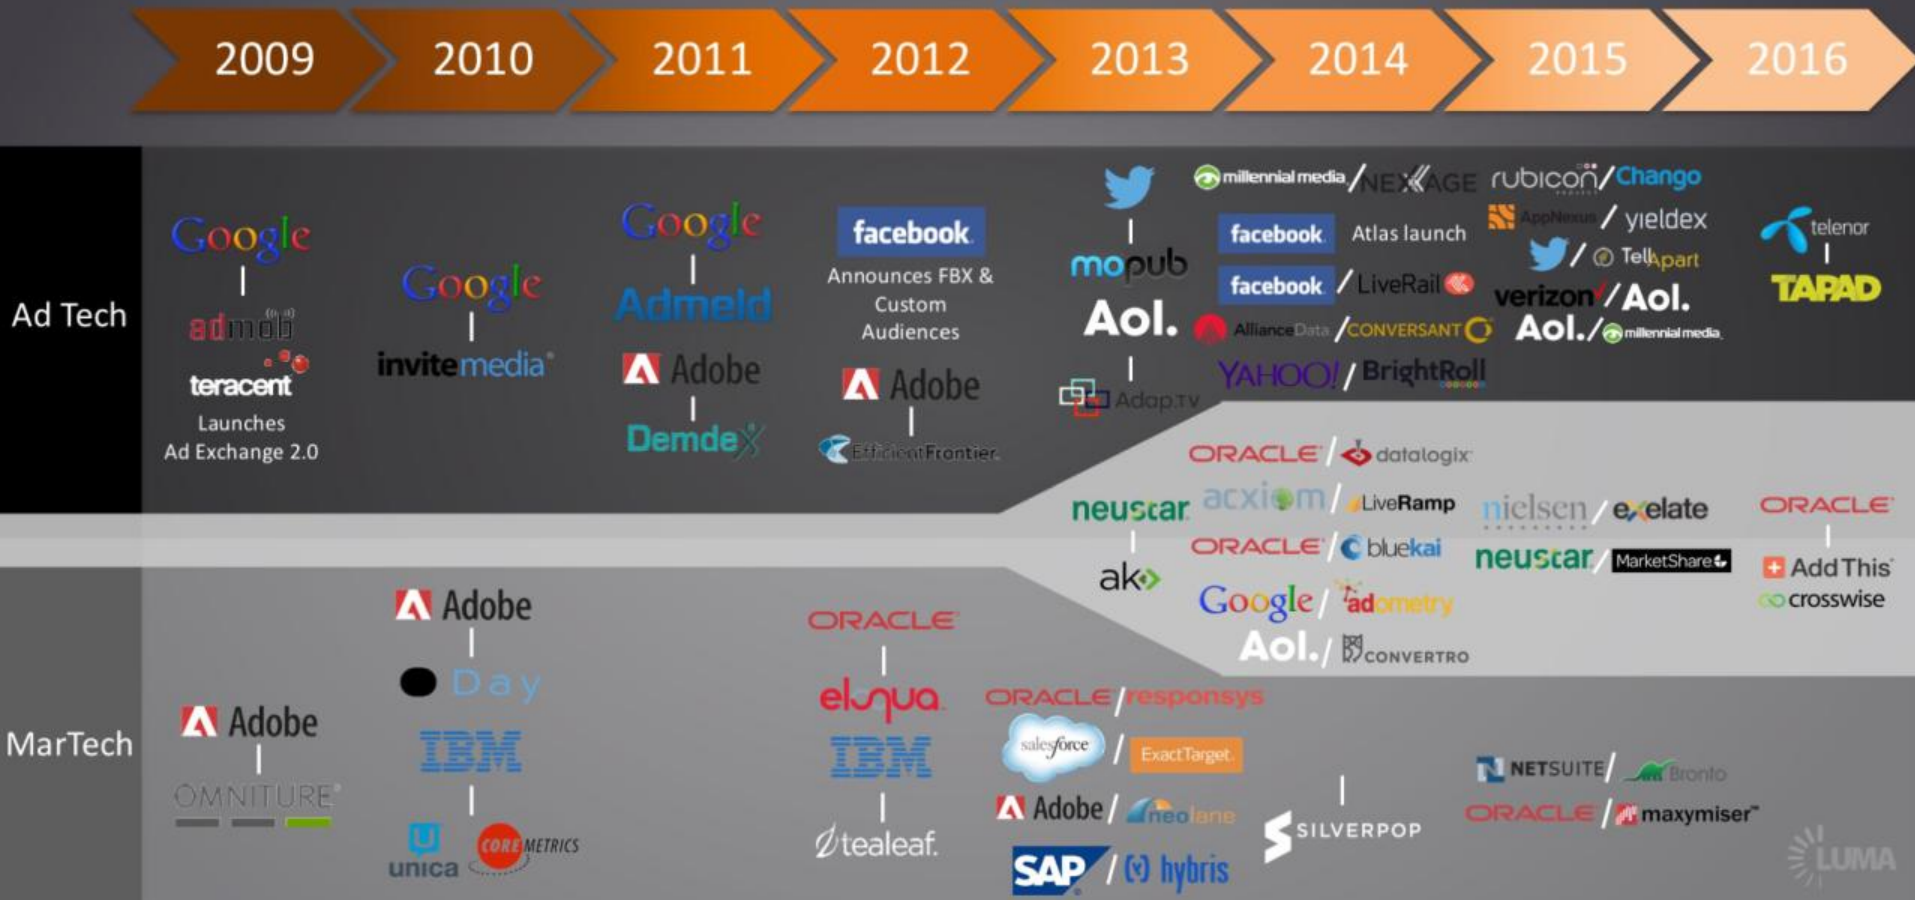 2009
2010
2011
2012
2013
2014
2015
2016
Ad Tech
Google
admob
teracent
Launches
Ad Exchange 2.0
Google
invitemedia
Google
Admeld
Adobe
Demdex
facebook
Announces FBX &
Custom
Audiences
Adobe
EfficientFrontier
mopub
Aol.
Adap.tv
millennial media / NEXAGE
facebook Atlas launch
facebook / LiveRail
AllianceData / CONVERSANT
YAHOO! / BrightRoll
rubicon / Chango
PROJECT
AppNexus / yieldex
/ TellApart
verizon / Aol.
Aol. / millennial media
telenor
TAPAD
neustar
ak
ORACLE / datalogix
acxiom / LiveRamp
ORACLE / bluekai
Google / adometry
Aol. / CONVERTRO
nielsen / exelate
neustar / MarketShare
ORACLE
AddThis
crosswise
MarTech
Adobe
OMNITURE
Adobe
Day
IBM
unica
COREMETRICS
ORACLE
eloqua
IBM
tealeaf.
ORACLE / responsys
salesforce / ExactTarget.
Adobe / neolane
SAP / (y) hybris
SILVERPOP
NETSUITE / Bronto
ORACLE / maxymiser™
LUMA